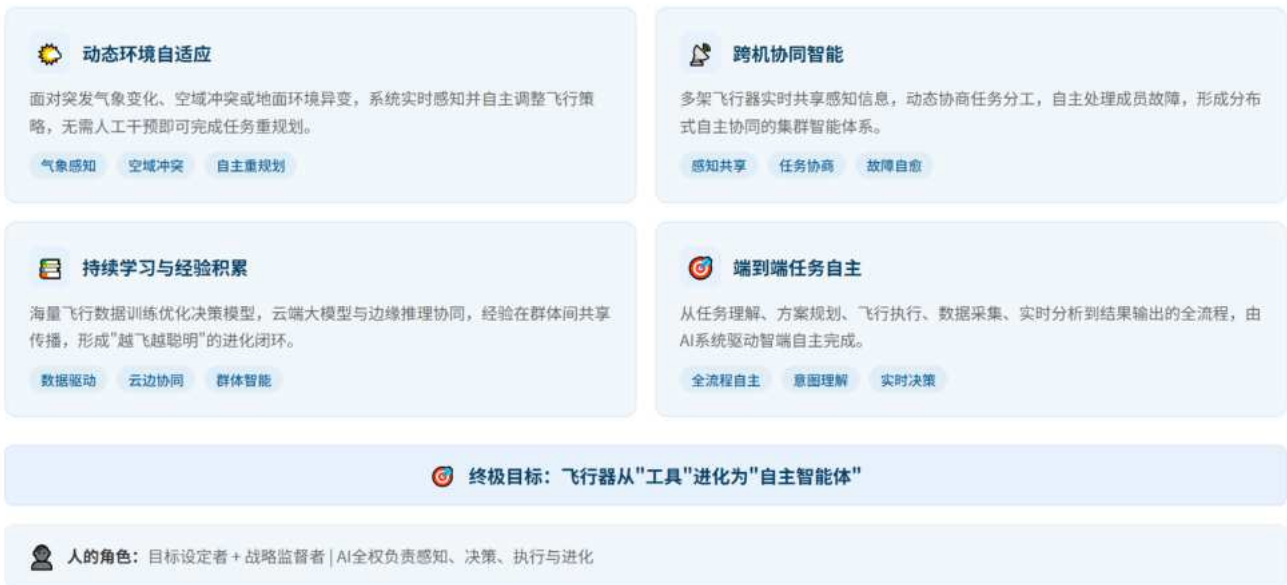 动态环境自适应
面对突发气象变化、空域冲突或地面环境异变，系统实时感知并自主调整飞行策
略，无需人工干预即可完成任务重规划。
气象感知 空域冲突 自主重规划
跨机协同智能
多架飞行器实时共享感知信息，动态协商任务分工，自主处理成员故障，形成分布
式自主协同的集群智能体系。
感知共享 任务协商 故障自愈
持续学习与经验积累
海量飞行数据训练优化决策模型，云端大模型与边缘推理协同，经验在群体间共享
传播，形成"越飞越聪明"的进化闭环。
数据驱动 云边协同 群体智能
端到端任务自主
从任务理解、方案规划、飞行执行、数据采集、实时分析到结果输出的全流程，由
AI系统驱动智端自主完成。
全流程自主 意图理解 实时决策
终极目标：飞行器从"工具"进化为"自主智能体"
人的角色：目标设定者 + 战略监督者 | AI全权负责感知、决策、执行与进化